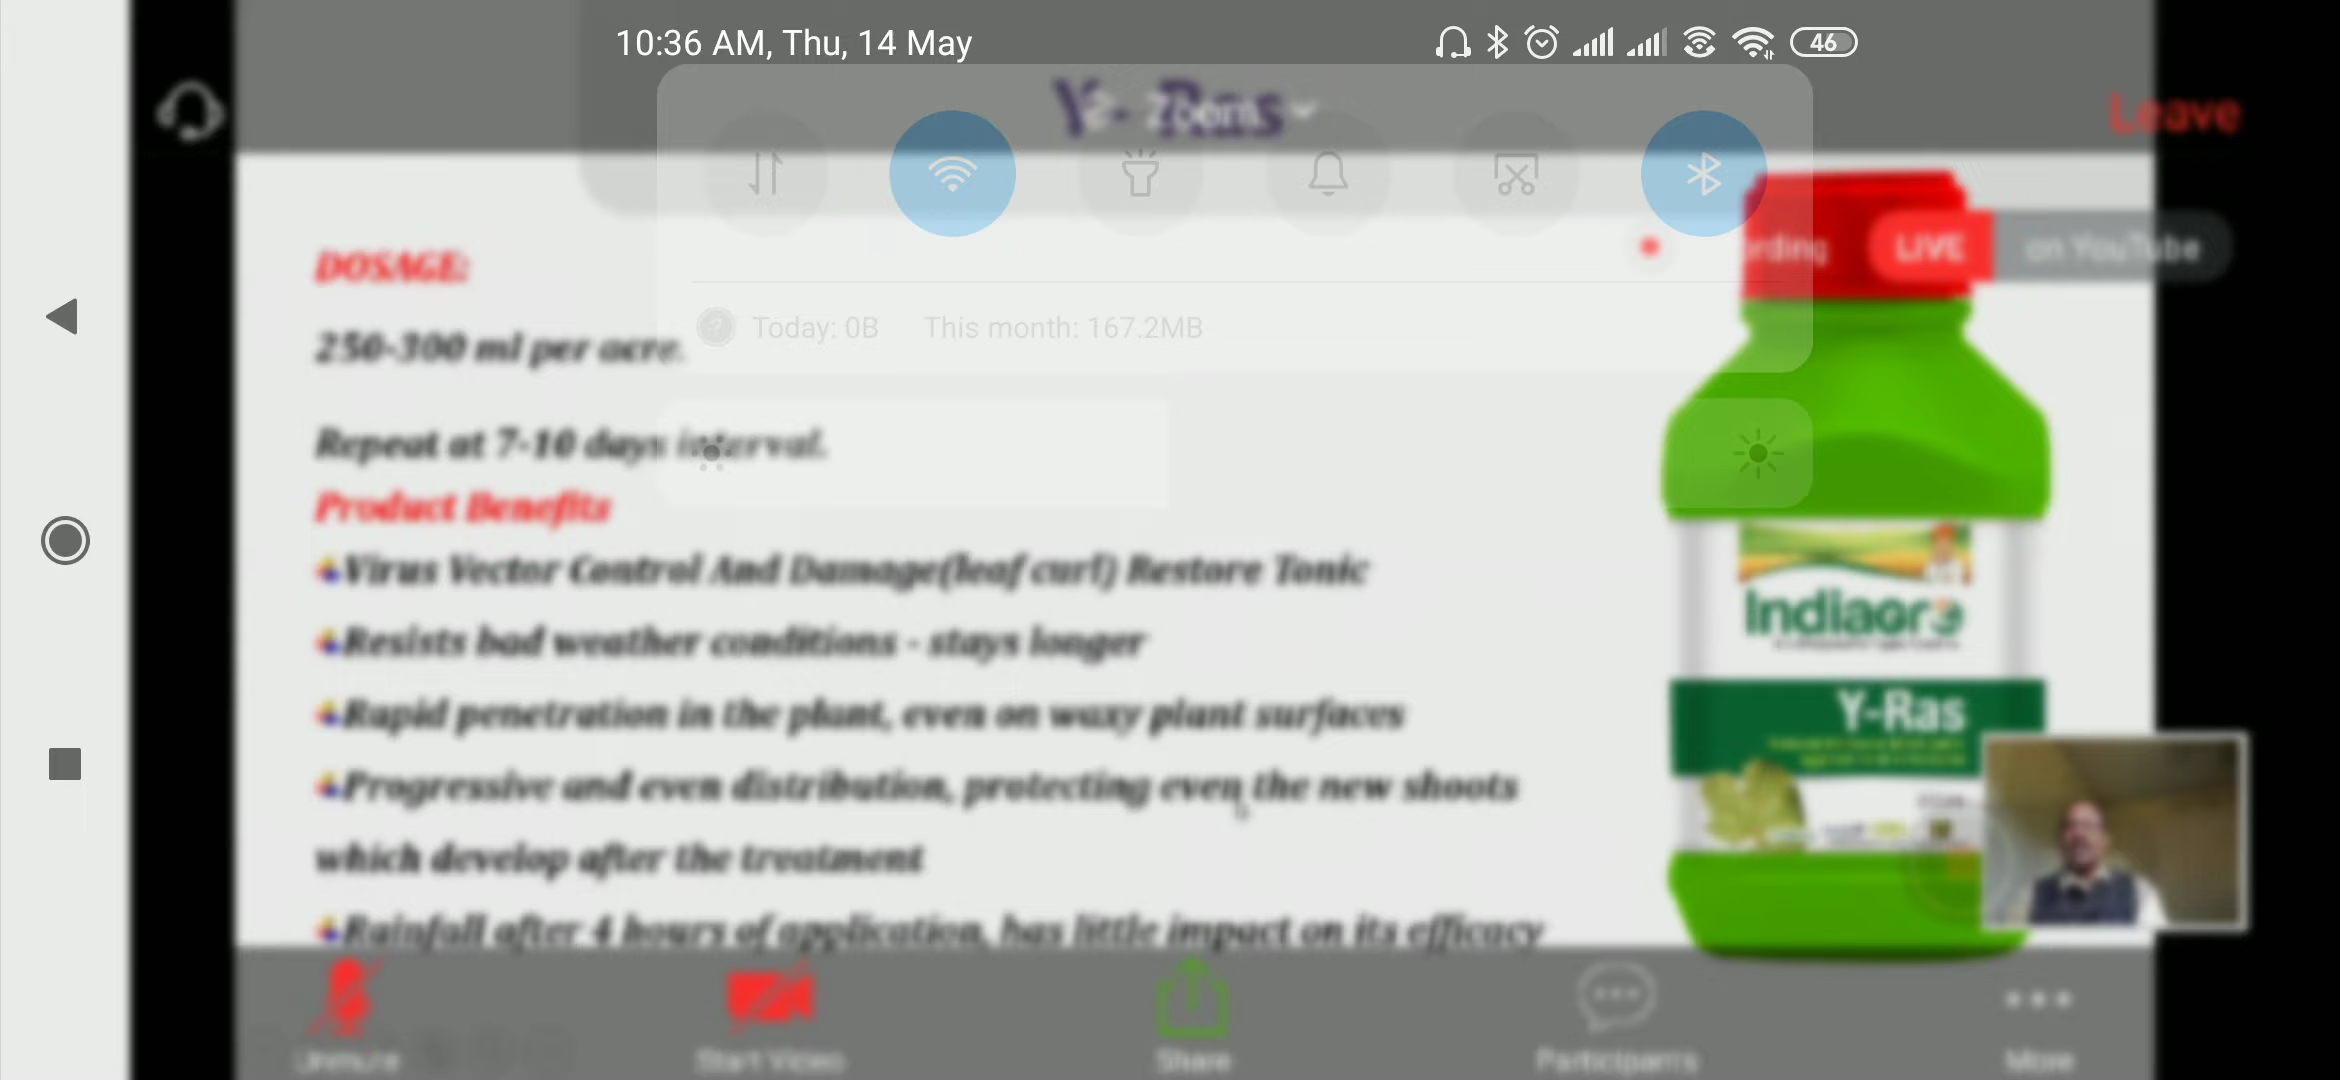 10:36 AM, Thu, 14 May
46
Y- Ras
Zoom
Leave
LIVE
on YouTube
DOSAGE:
Today: 0B This month: 167.2MB
250-300 ml per acre.
Repeat at 7-10 days interval.
Product Benefits
Virus Vector Control And Damage(leaf curl) Restore Tonic
Resists bad weather conditions - stays longer
Rapid penetration in the plant, even on waxy plant surfaces
Progressive and even distribution, protecting even the new shoots
which develop after the treatment
Rainfall after 4 hours of application, has little impact on its efficacy
Y-Ras
Unmute
Start Video
Share
Participants
More